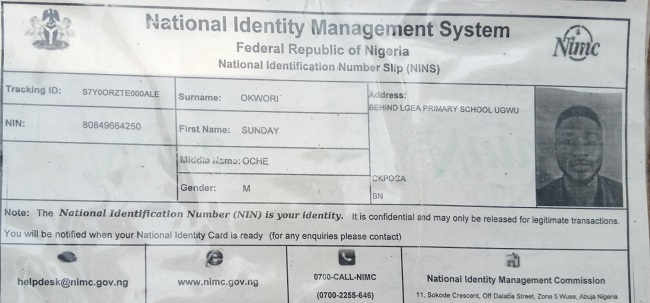 National Identity Management System
Federal Republic of Nigeria
National Identification Number Slip (NINS)
Nimc
Tracking ID: S7Y0ORZTE000ALE
Surname: OKWORI
Address:
BEHIND LGEA PRIMARY SCHOOL UGWU
NIN: 80849664250
First Name: SUNDAY
Middle Name: OCHE
OKPOGA
Gender: M
BN
Note: The National Identification Number (NIN) is your identity. It is confidential and may only be released for legitimate transactions.
You will be notified when your National Identity Card is ready (for any enquiries please contact)
helpdesk@nimc.gov.ng
www.nimc.gov.ng
0700-CALL-NIMC
(0700-2255-646)
National Identity Management Commission
11, Sokode Crescent, Off Dalaba Street, Zone 5 Wuse, Abuja Nigeria